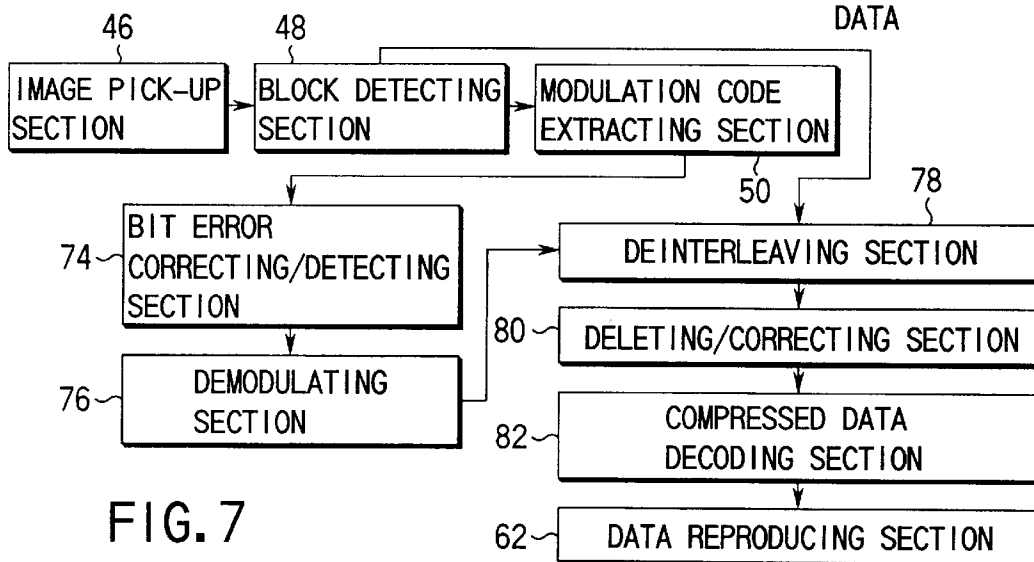 DATA
46
48
IMAGE PICK-UP
SECTION
BLOCK DETECTING
SECTION
MODULATION CODE
EXTRACTING SECTION
50
78
74
BIT ERROR
CORRECTING/DETECTING
SECTION
DEINTERLEAVING SECTION
80
DELETING/CORRECTING SECTION
76
DEMODULATING
SECTION
82
COMPRESSED DATA
DECODING SECTION
62
DATA REPRODUCING SECTION
FIG. 7